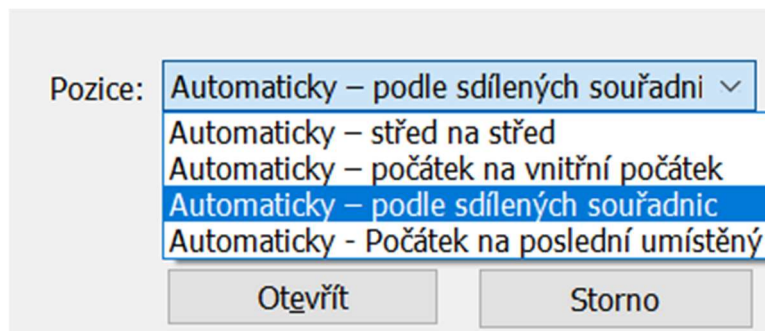 Pozice: Automaticky – podle sdílených souřadni
Automaticky – střed na střed
Automaticky – počátek na vnitřní počátek
Automaticky – podle sdílených souřadnic
Automaticky - Počátek na poslední umístěný
Otevřít Storno